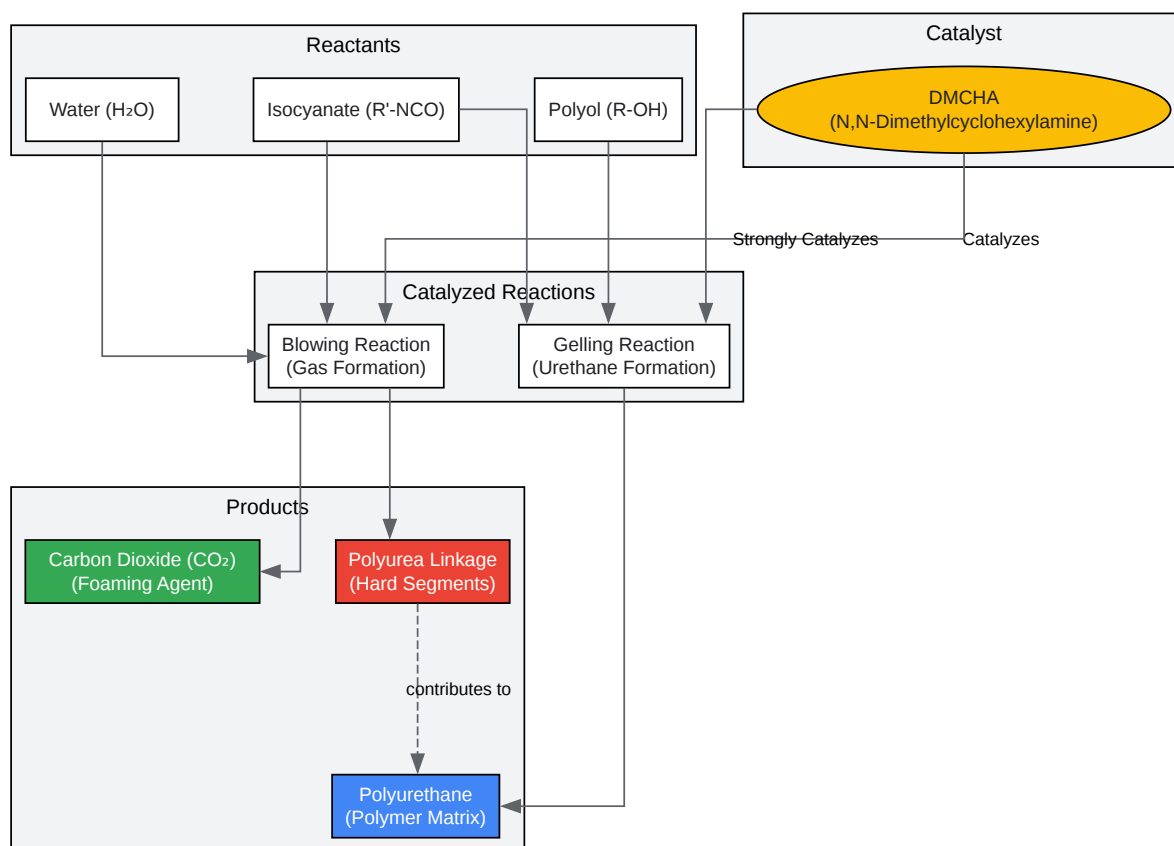 Reactants
Catalyst
Water (H₂O)
Isocyanate (R'-NCO)
Polyol (R-OH)
DMCHA
(N,N-Dimethylcyclohexylamine)
Strongly Catalyzes
Catalyzes
Catalyzed Reactions
Blowing Reaction
(Gas Formation)
Gelling Reaction
(Urethane Formation)
Products
Carbon Dioxide (CO₂)
(Foaming Agent)
Polyurea Linkage
(Hard Segments)
contributes to
Polyurethane
(Polymer Matrix)